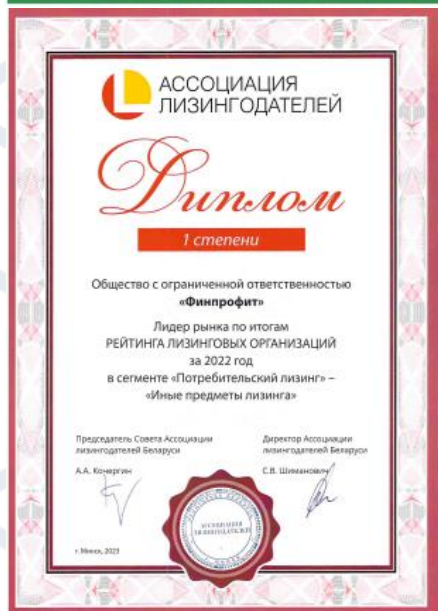 АССОЦИАЦИЯ
ЛИЗИНГОДАТЕЛЕЙ
Диплом
1 степени
Общество с ограниченной ответственностью
«Финпрофит»
Лидер рынка по итогам
РЕЙТИНГА ЛИЗИНГОВЫХ ОРГАНИЗАЦИЙ
за 2022 год
в сегменте «Потребительский лизинг» –
«Иные предметы лизинга»
Председатель Совета Ассоциации
лизингодателей Беларуси
А.А. Кочергин
Директор Ассоциации
лизингодателей Беларуси
С.В. Шиманович
АССОЦИАЦИЯ
ЛИЗИНГОДАТЕЛЕЙ
г. Минск, 2023